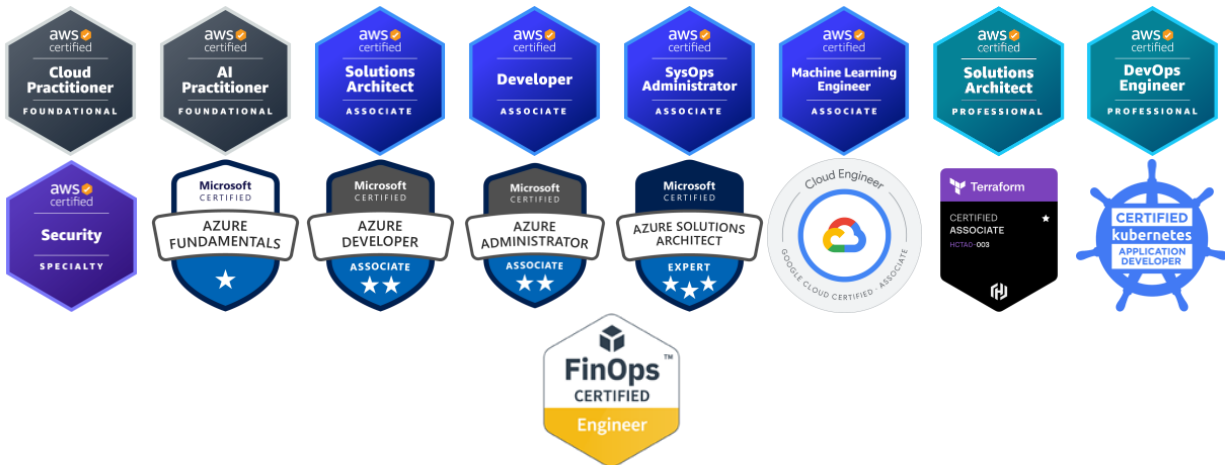 aws
certified
Cloud
Practitioner
FOUNDATIONAL
aws
certified
AI
Practitioner
FOUNDATIONAL
aws
certified
Solutions
Architect
ASSOCIATE
aws
certified
Developer
ASSOCIATE
aws
certified
SysOps
Administrator
ASSOCIATE
aws
certified
Machine Learning
Engineer
ASSOCIATE
aws
certified
Solutions
Architect
PROFESSIONAL
aws
certified
DevOps
Engineer
PROFESSIONAL
aws
certified
Security
SPECIALTY
Microsoft
CERTIFIED
AZURE
FUNDAMENTALS
Microsoft
CERTIFIED
AZURE
DEVELOPER
ASSOCIATE
Microsoft
CERTIFIED
AZURE
ADMINISTRATOR
ASSOCIATE
Microsoft
CERTIFIED
AZURE SOLUTIONS
ARCHITECT
EXPERT
Cloud Engineer
GOOGLE CLOUD CERTIFIED · ASSOCIATE
Terraform
CERTIFIED
ASSOCIATE
HCTA0-003
CERTIFIED
kubernetes
APPLICATION
DEVELOPER
FinOps™
CERTIFIED
Engineer